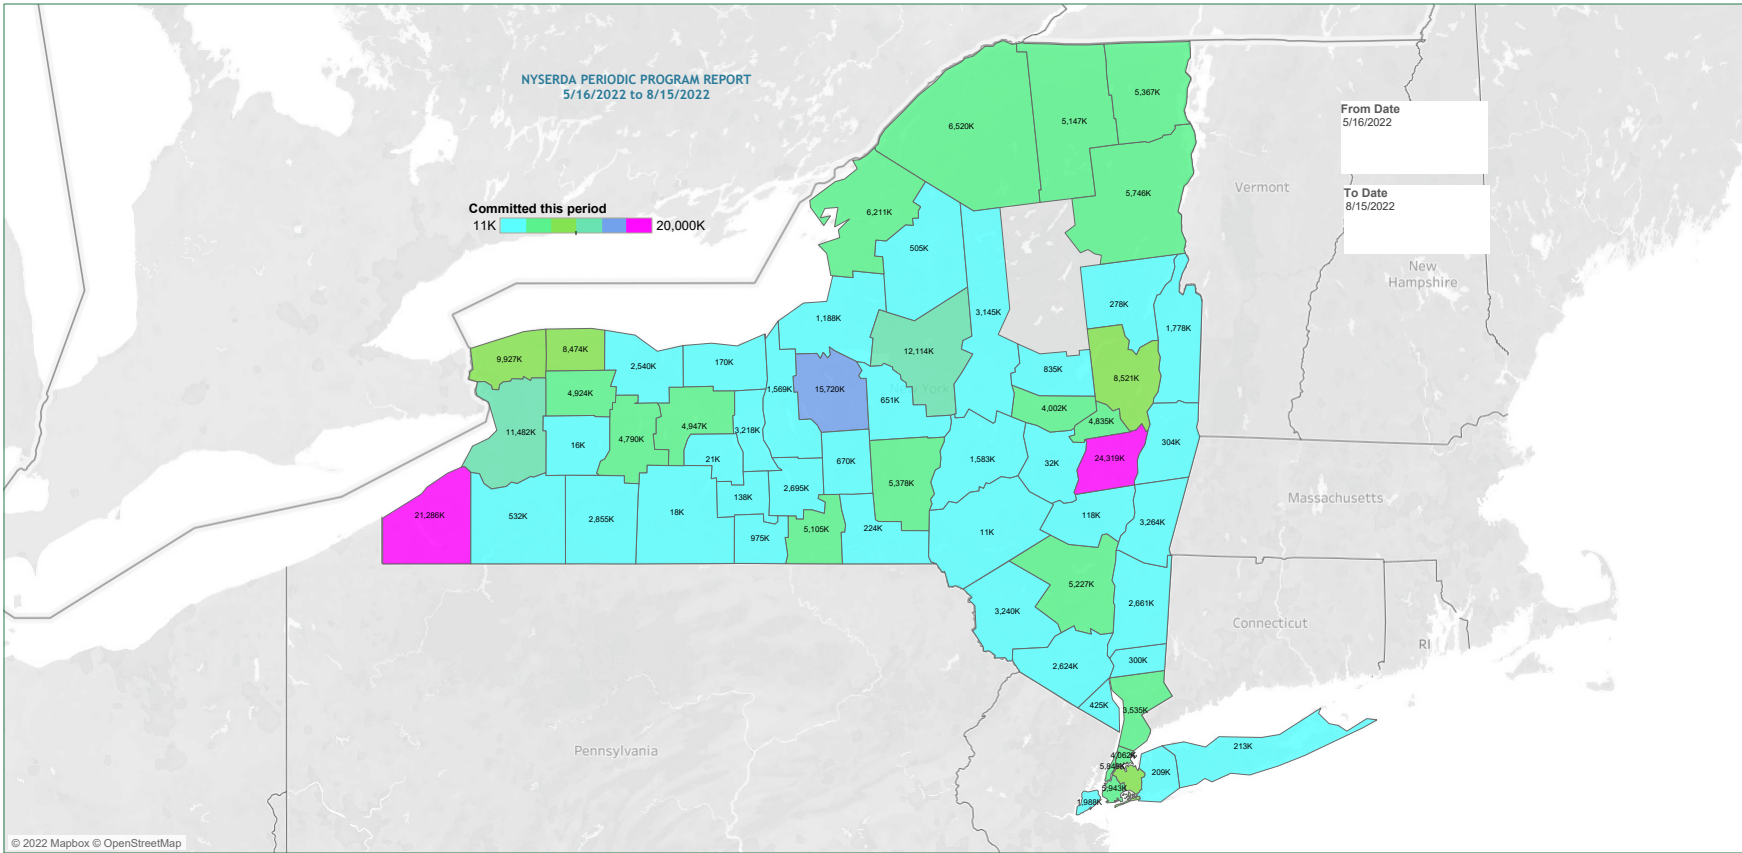 NYSERDA PERIODIC PROGRAM REPORT
5/16/2022 to 8/15/2022
From Date
5/16/2022
To Date
8/15/2022
Committed this period
11K 20,000K
5,367K
5,147K
6,520K
5,746K
Vermont
6,211K
505K
New
Hampshire
278K
3,145K
1,188K
1,778K
12,114K
9,927K
8,474K
2,540K
170K
835K
8,521K
1,569K
15,720K
4,924K
651K
4,002K
4,835K
11,482K
4,790K
4,947K
3,218K
16K
304K
21K
670K
1,583K
32K
24,319K
5,378K
138K
2,695K
Massachusetts
21,286K
532K
2,855K
18K
118K
3,264K
5,105K
224K
975K
11K
5,227K
3,240K
2,661K
Connecticut
RI
2,624K
300K
425K
3,535K
Pennsylvania
213K
4,062K
209K
5,943K
1,988K
© 2022 Mapbox © OpenStreetMap